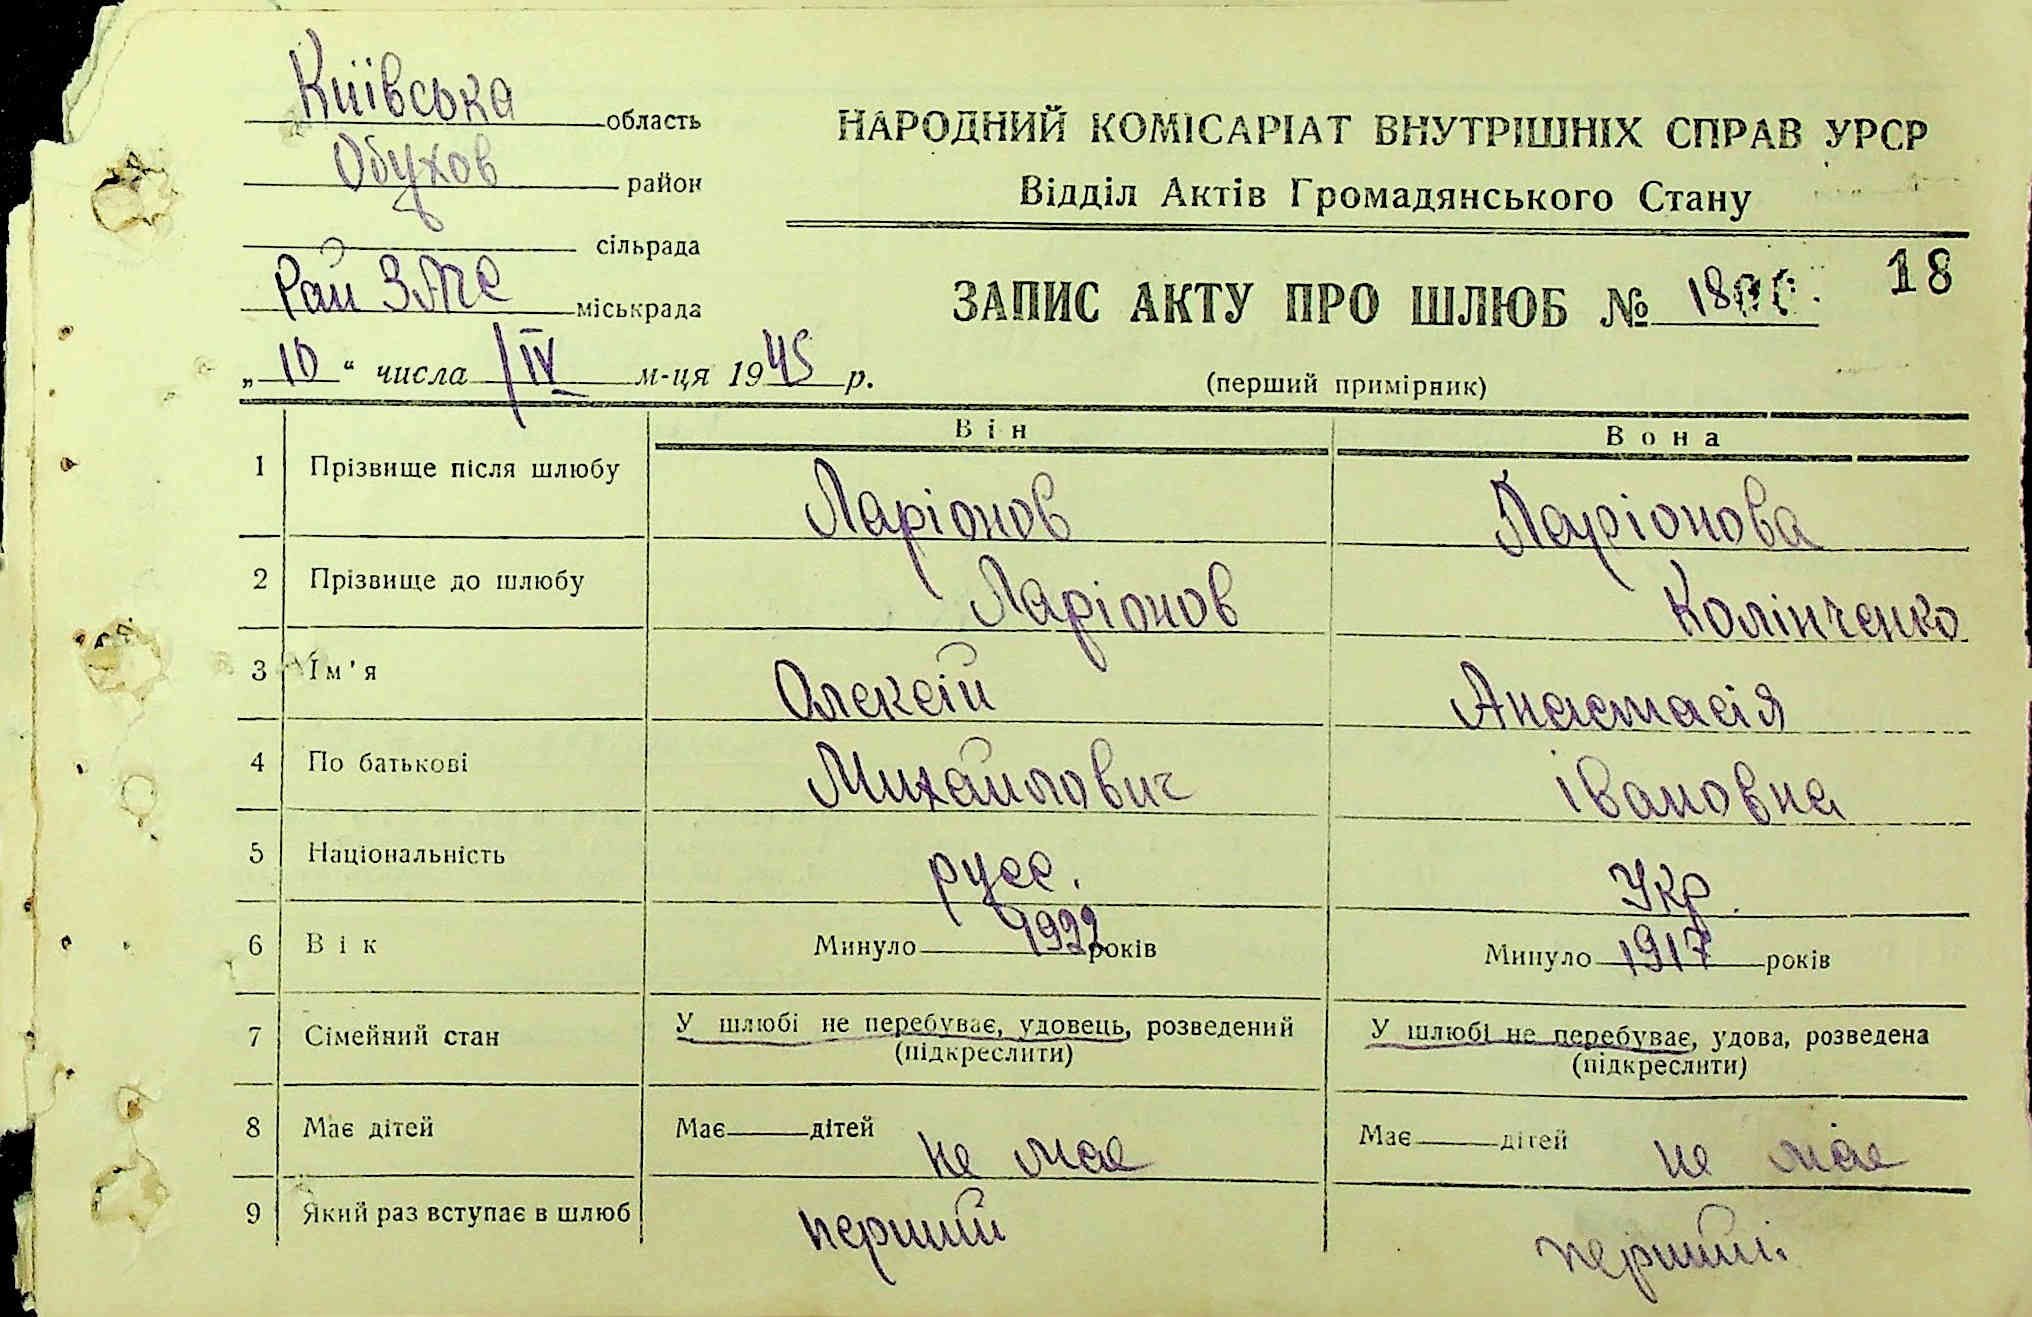 Київська область
Обухов район
сільрада
Рай ЗАГС міськрада
„10“ числа IV м-ця 1945 р.
НАРОДНИЙ КОМІСАРІАТ ВНУТРІШНІХ СПРАВ УРСР
Відділ Актів Громадянського Стану
ЗАПИС АКТУ ПРО ШЛЮБ № 18
18
(перший примірник)
Він Вона
1 Прізвище після шлюбу Ларіонов Ларіонова
2 Прізвище до шлюбу Ларіонов Колінченко
3 Ім'я Олексій Анастасія
4 По батькові Михайлович івановна
5 Національність русс. Укр.
6 Вік Минуло 1922 років Минуло 1917 років
7 Сімейний стан У шлюбі не перебуває, удовець, розведений У шлюбі не перебуває, удова, розведена
(підкреслити) (підкреслити)
8 Має дітей Має дітей не має Має дітей не має
9 Який раз вступає в шлюб перший перший.